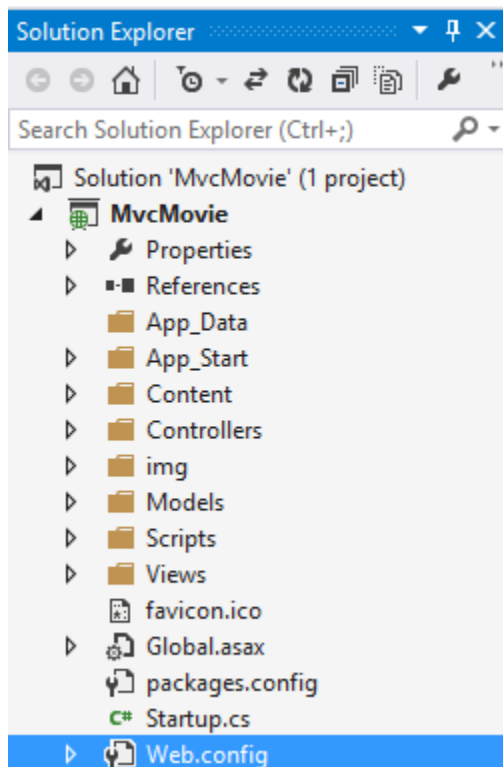 Solution Explorer
Search Solution Explorer (Ctrl+;)
Solution 'MvcMovie' (1 project)
MvcMovie
Properties
References
App_Data
App_Start
Content
Controllers
img
Models
Scripts
Views
favicon.ico
Global.asax
packages.config
C# Startup.cs
Web.config